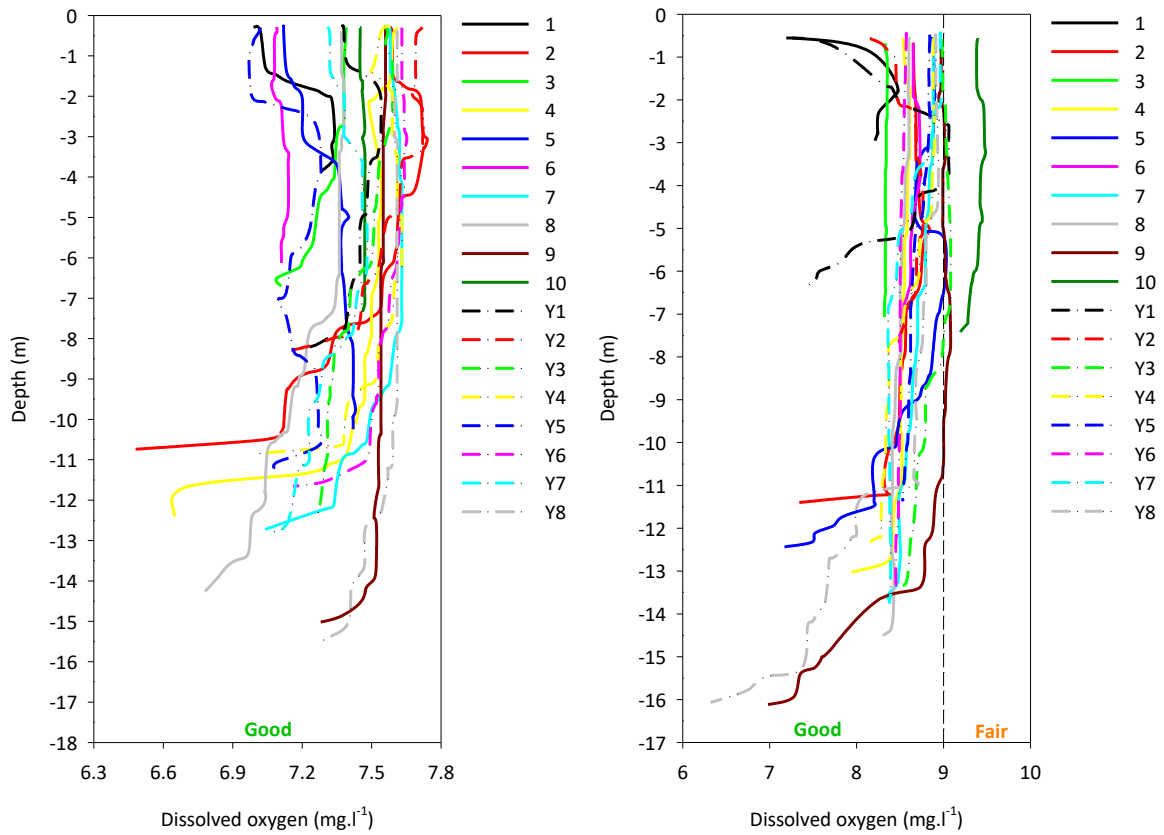 0
-1
-2
-3
-4
-5
-6
-7
-8
-9
-10
-11
-12
-13
-14
-15
-16
-17
-18
Depth (m)
6.3
6.6
6.9
7.2
7.5
7.8
Dissolved oxygen (mg.l-1)
Good
1
2
3
4
5
6
7
8
9
10
Y1
Y2
Y3
Y4
Y5
Y6
Y7
Y8
0
-1
-2
-3
-4
-5
-6
-7
-8
-9
-10
-11
-12
-13
-14
-15
-16
-17
Depth (m)
6
7
8
9
10
Dissolved oxygen (mg.l-1)
Good
Fair
1
2
3
4
5
6
7
8
9
10
Y1
Y2
Y3
Y4
Y5
Y6
Y7
Y8